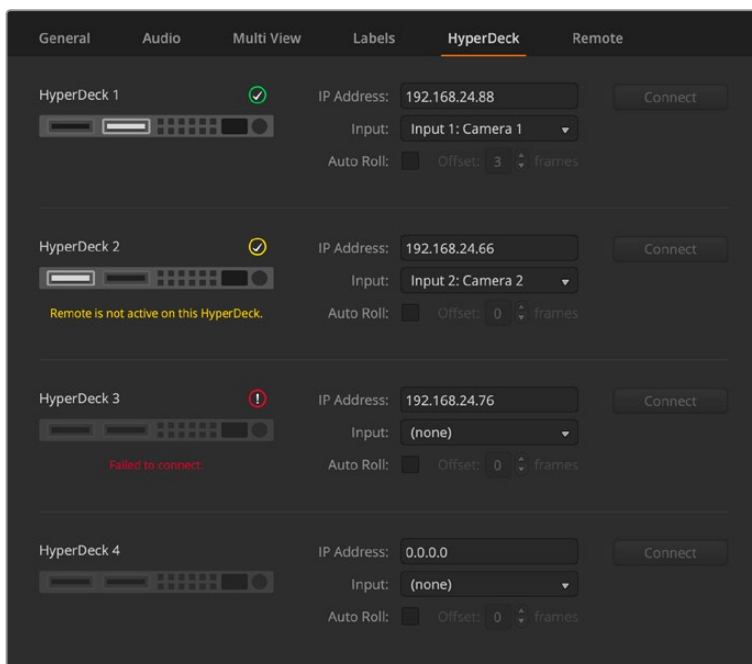 General Audio Multi View Labels HyperDeck Remote
HyperDeck 1 IP Address: 192.168.24.88 Connect
Input: Input 1: Camera 1
Auto Roll: Offset: 3 frames
HyperDeck 2 IP Address: 192.168.24.66 Connect
Input: Input 2: Camera 2
Remote is not active on this HyperDeck. Auto Roll: Offset: 0 frames
HyperDeck 3 IP Address: 192.168.24.76 Connect
Input: (none)
Failed to connect. Auto Roll: Offset: 0 frames
HyperDeck 4 IP Address: 0.0.0.0 Connect
Input: (none)
Auto Roll: Offset: 0 frames